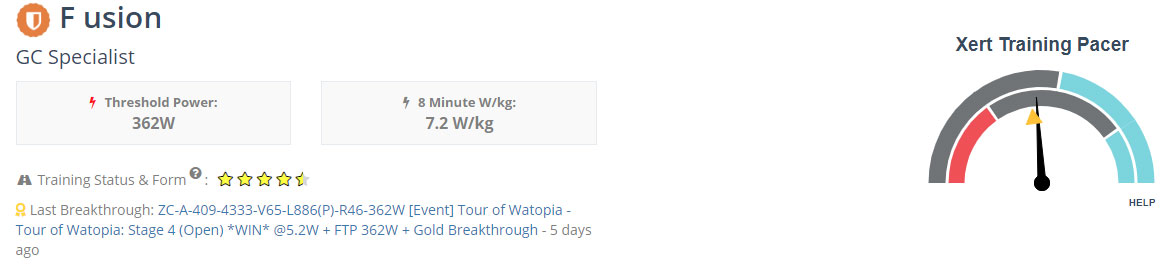 F usion
GC Specialist
Threshold Power:
362W
8 Minute W/kg:
7.2 W/kg
Training Status & Form ? :
Last Breakthrough: ZC-A-409-4333-V65-L886(P)-R46-362W [Event] Tour of Watopia -
Tour of Watopia: Stage 4 (Open) *WIN* @5.2W + FTP 362W + Gold Breakthrough - 5 days
ago
Xert Training Pacer
HELP